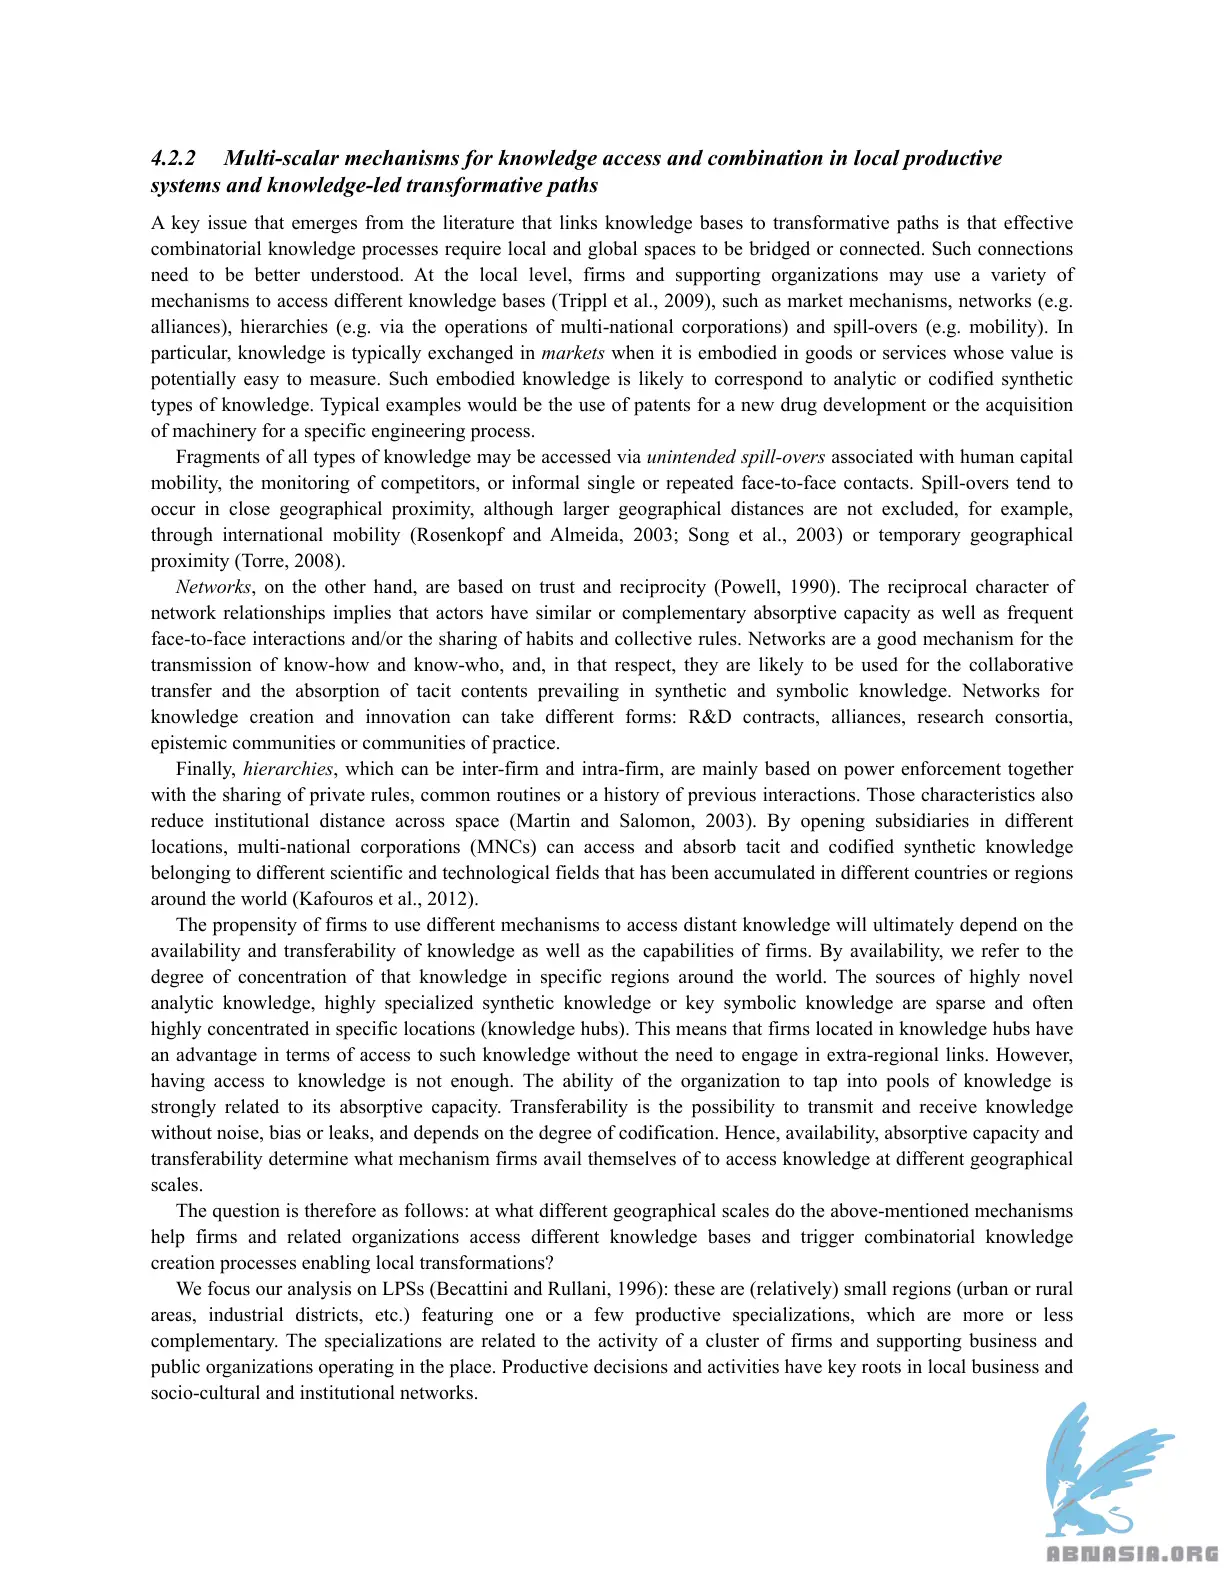 4.2.2 Multi-scalar mechanisms for knowledge access and combination in local productive
systems and knowledge-led transformative paths
A key issue that emerges from the literature that links knowledge bases to transformative paths is that effective
combinatorial knowledge processes require local and global spaces to be bridged or connected. Such connections
need to be better understood. At the local level, firms and supporting organizations may use a variety of
mechanisms to access different knowledge bases (Trippl et al., 2009), such as market mechanisms, networks (e.g.
alliances), hierarchies (e.g. via the operations of multi-national corporations) and spill-overs (e.g. mobility). In
particular, knowledge is typically exchanged in markets when it is embodied in goods or services whose value is
potentially easy to measure. Such embodied knowledge is likely to correspond to analytic or codified synthetic
types of knowledge. Typical examples would be the use of patents for a new drug development or the acquisition
of machinery for a specific engineering process.
Fragments of all types of knowledge may be accessed via unintended spill-overs associated with human capital
mobility, the monitoring of competitors, or informal single or repeated face-to-face contacts. Spill-overs tend to
occur in close geographical proximity, although larger geographical distances are not excluded, for example,
through international mobility (Rosenkopf and Almeida, 2003; Song et al., 2003) or temporary geographical
proximity (Torre, 2008).
Networks, on the other hand, are based on trust and reciprocity (Powell, 1990). The reciprocal character of
network relationships implies that actors have similar or complementary absorptive capacity as well as frequent
face-to-face interactions and/or the sharing of habits and collective rules. Networks are a good mechanism for the
transmission of know-how and know-who, and, in that respect, they are likely to be used for the collaborative
transfer and the absorption of tacit contents prevailing in synthetic and symbolic knowledge. Networks for
knowledge creation and innovation can take different forms: R&D contracts, alliances, research consortia,
epistemic communities or communities of practice.
Finally, hierarchies, which can be inter-firm and intra-firm, are mainly based on power enforcement together
with the sharing of private rules, common routines or a history of previous interactions. Those characteristics also
reduce institutional distance across space (Martin and Salomon, 2003). By opening subsidiaries in different
locations, multi-national corporations (MNCs) can access and absorb tacit and codified synthetic knowledge
belonging to different scientific and technological fields that has been accumulated in different countries or regions
around the world (Kafouros et al., 2012).
The propensity of firms to use different mechanisms to access distant knowledge will ultimately depend on the
availability and transferability of knowledge as well as the capabilities of firms. By availability, we refer to the
degree of concentration of that knowledge in specific regions around the world. The sources of highly novel
analytic knowledge, highly specialized synthetic knowledge or key symbolic knowledge are sparse and often
highly concentrated in specific locations (knowledge hubs). This means that firms located in knowledge hubs have
an advantage in terms of access to such knowledge without the need to engage in extra-regional links. However,
having access to knowledge is not enough. The ability of the organization to tap into pools of knowledge is
strongly related to its absorptive capacity. Transferability is the possibility to transmit and receive knowledge
without noise, bias or leaks, and depends on the degree of codification. Hence, availability, absorptive capacity and
transferability determine what mechanism firms avail themselves of to access knowledge at different geographical
scales.
The question is therefore as follows: at what different geographical scales do the above-mentioned mechanisms
help firms and related organizations access different knowledge bases and trigger combinatorial knowledge
creation processes enabling local transformations?
We focus our analysis on LPSs (Becattini and Rullani, 1996): these are (relatively) small regions (urban or rural
areas, industrial districts, etc.) featuring one or a few productive specializations, which are more or less
complementary. The specializations are related to the activity of a cluster of firms and supporting business and
public organizations operating in the place. Productive decisions and activities have key roots in local business and
socio-cultural and institutional networks.
ABNASIA.ORG